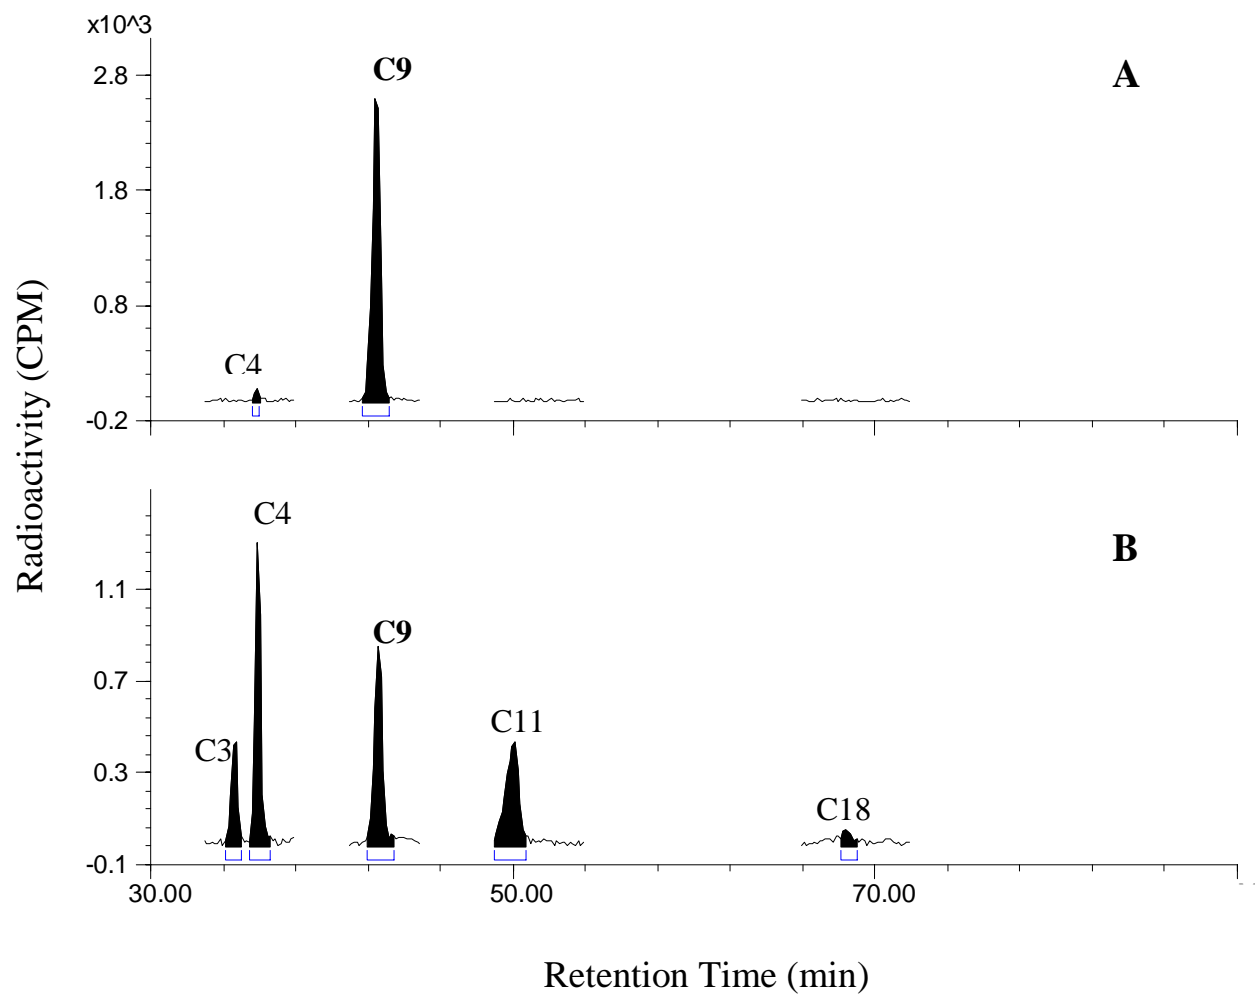 x10^3
C9
A
2.8
1.8
0.8
C4
-0.2
Radioactivity (CPM)
C4
B
1.1
C9
0.7
C11
C3
0.3
C18
-0.1
30.00 50.00 70.00
Retention Time (min)